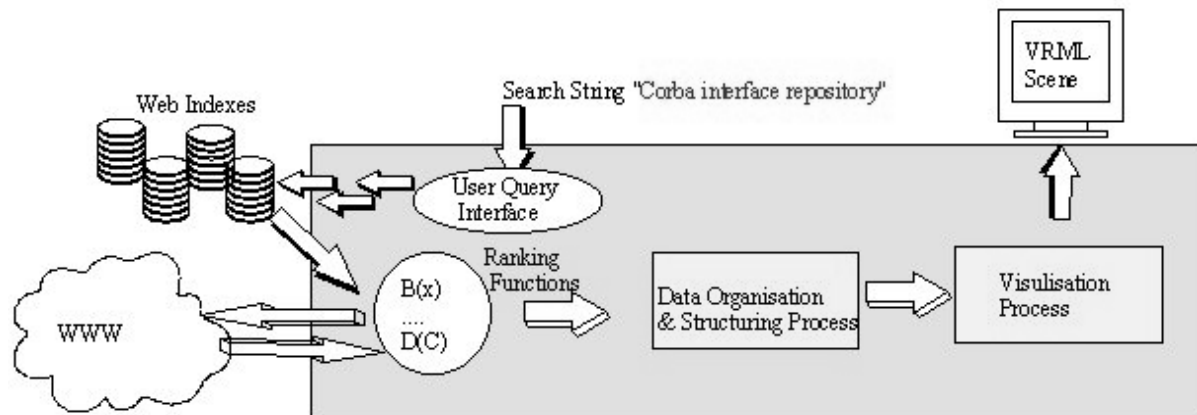 VRML
Scene
Search String "Corba interface repository"
Web Indexes
User Query
Interface
Ranking
Functions
B(x)
....
D(C)
WWW
Data Organisation
& Structuring Process
Visulisation
Process